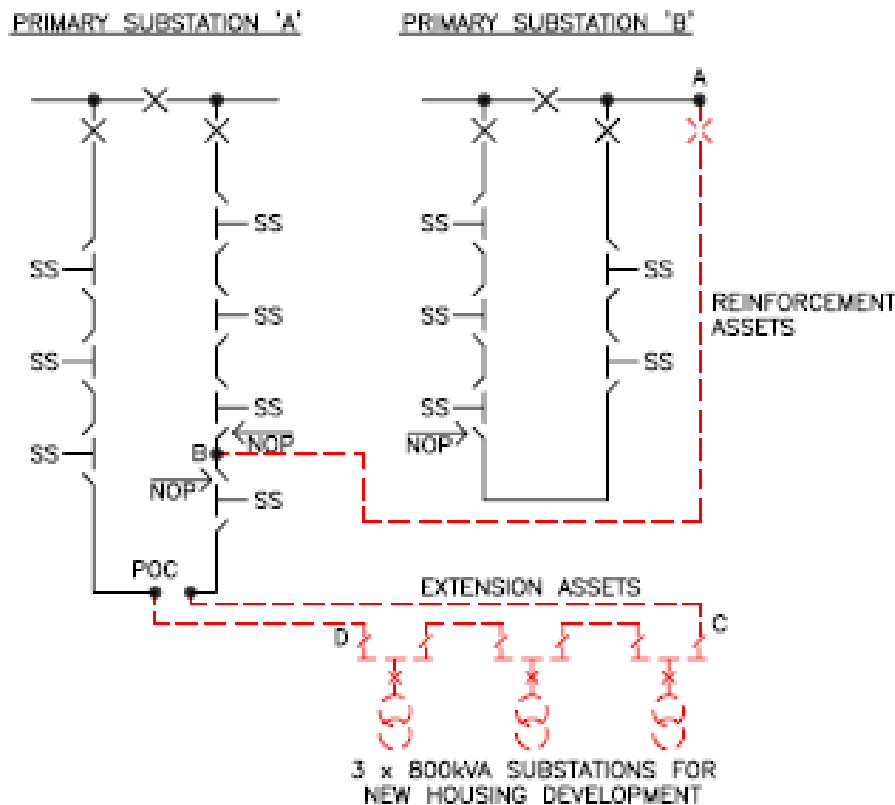 PRIMARY SUBSTATION 'A'
PRIMARY SUBSTATION 'B'
A
SS
SS
SS
SS
SS
SS
SS
SS
REINFORCEMENT
ASSETS
SS
SS
SS
SS
NOP
NOP
B
NOP
SS
POC
EXTENSION ASSETS
D
C
3 x 800kVA SUBSTATIONS FOR
NEW HOUSING DEVELOPMENT